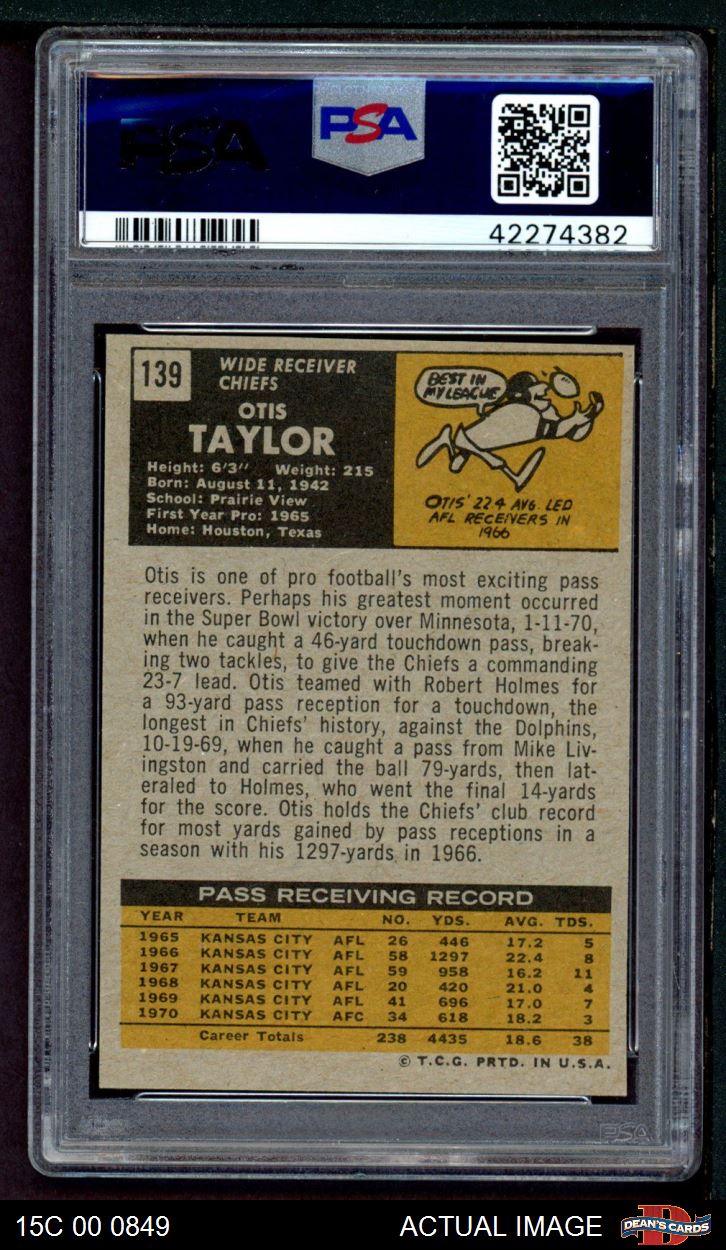 PSA
PSA
42274382
139
WIDE RECEIVER
CHIEFS
OTIS
TAYLOR
Height: 6'3" Weight: 215
Born: August 11, 1942
School: Prairie View
First Year Pro: 1965
Home: Houston, Texas
BEST IN
MY LEAGUE
OTIS' 22.4 AVG. LED
AFL RECEIVERS IN
1966
Otis is one of pro football's most exciting pass
receivers. Perhaps his greatest moment occurred
in the Super Bowl victory over Minnesota, 1-11-70,
when he caught a 46-yard touchdown pass, break-
ing two tackles, to give the Chiefs a commanding
23-7 lead. Otis teamed with Robert Holmes for
a 93-yard pass reception for a touchdown, the
longest in Chiefs' history, against the Dolphins,
10-19-69, when he caught a pass from Mike Liv-
ingston and carried the ball 79-yards, then lat-
eraled to Holmes, who went the final 14-yards
for the score. Otis holds the Chiefs' club record
for most yards gained by pass receptions in a
season with his 1297-yards in 1966.
PASS RECEIVING RECORD
YEAR TEAM NO. YDS. AVG. TDS.
1965 KANSAS CITY AFL 26 446 17.2 5
1966 KANSAS CITY AFL 58 1297 22.4 8
1967 KANSAS CITY AFL 59 958 16.2 11
1968 KANSAS CITY AFL 20 420 21.0 4
1969 KANSAS CITY AFL 41 696 17.0 7
1970 KANSAS CITY AFC 34 618 18.2 3
Career Totals 238 4435 18.6 38
© T.C.G. PRTD. IN U.S.A.
PSA
15C 00 0849
ACTUAL IMAGE
DEAN'S CARDS